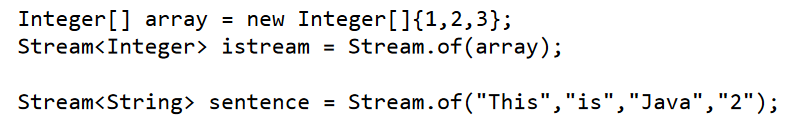 Integer[] array = new Integer[]{1,2,3};
Stream<Integer> istream = Stream.of(array);
Stream<String> sentence = Stream.of("This","is","Java","2");